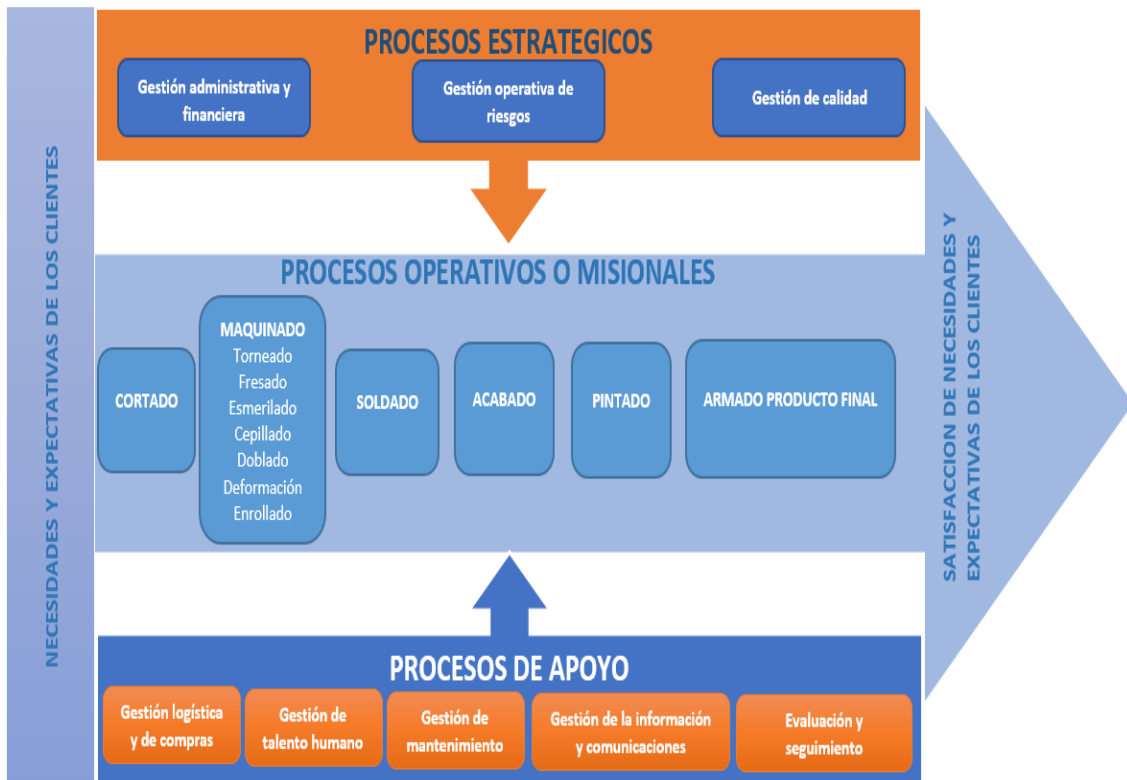 NECESIDADES Y EXPECTATIVAS DE LOS CLIENTES
PROCESOS ESTRATEGICOS
Gestión administrativa y
financiera
Gestión operativa de
riesgos
Gestión de calidad
PROCESOS OPERATIVOS O MISIONALES
CORTADO
MAQUINADO
Torneado
Fresado
Esmerilado
Cepillado
Doblado
Deformación
Enrollado
SOLDADO
ACABADO
PINTADO
ARMADO PRODUCTO FINAL
PROCESOS DE APOYO
Gestión logística
y de compras
Gestión de
talento humano
Gestión de
mantenimiento
Gestión de la información
y comunicaciones
Evaluación y
seguimiento
SATISFACCION DE NECESIDADES Y
EXPECTATIVAS DE LOS CLIENTES